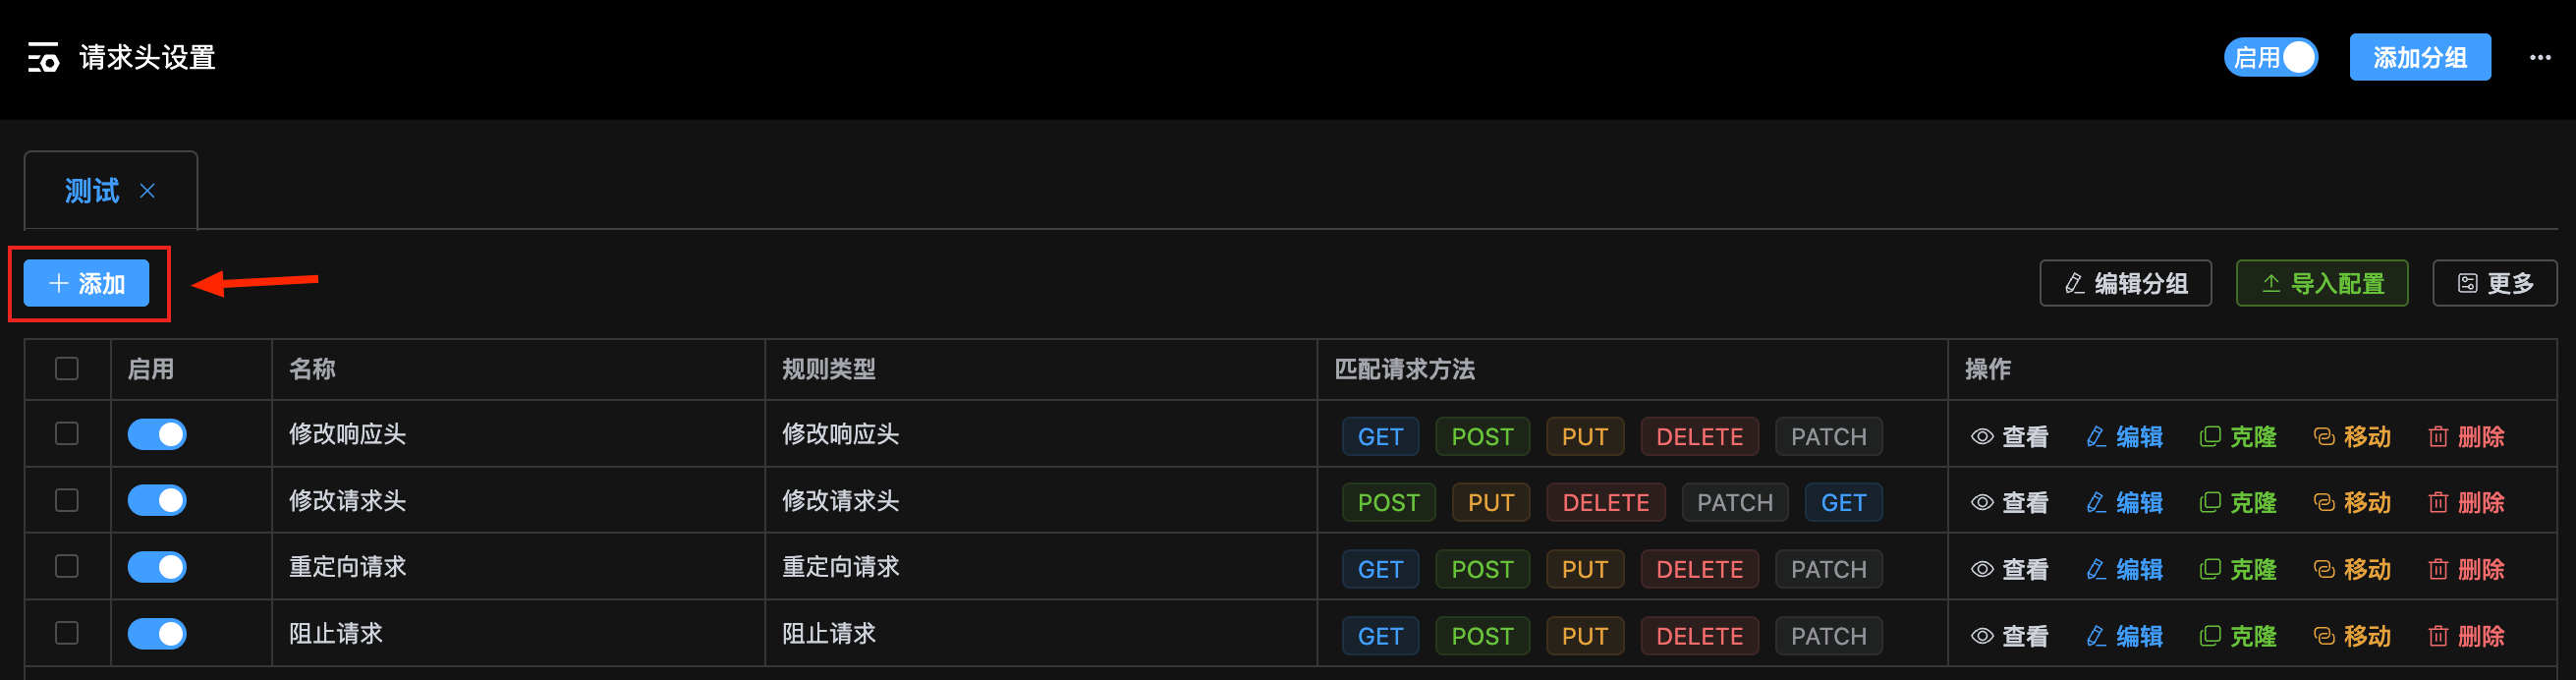 请求头设置 启用 添加分组 ···
测试 ×
+ 添加 编辑分组 导入配置 更多
启用 名称 规则类型 匹配请求方法 操作
修改响应头 修改响应头 GET POST PUT DELETE PATCH 查看 编辑 克隆 移动 删除
修改请求头 修改请求头 POST PUT DELETE PATCH GET 查看 编辑 克隆 移动 删除
重定向请求 重定向请求 GET POST PUT DELETE PATCH 查看 编辑 克隆 移动 删除
阻止请求 阻止请求 GET POST PUT DELETE PATCH 查看 编辑 克隆 移动 删除